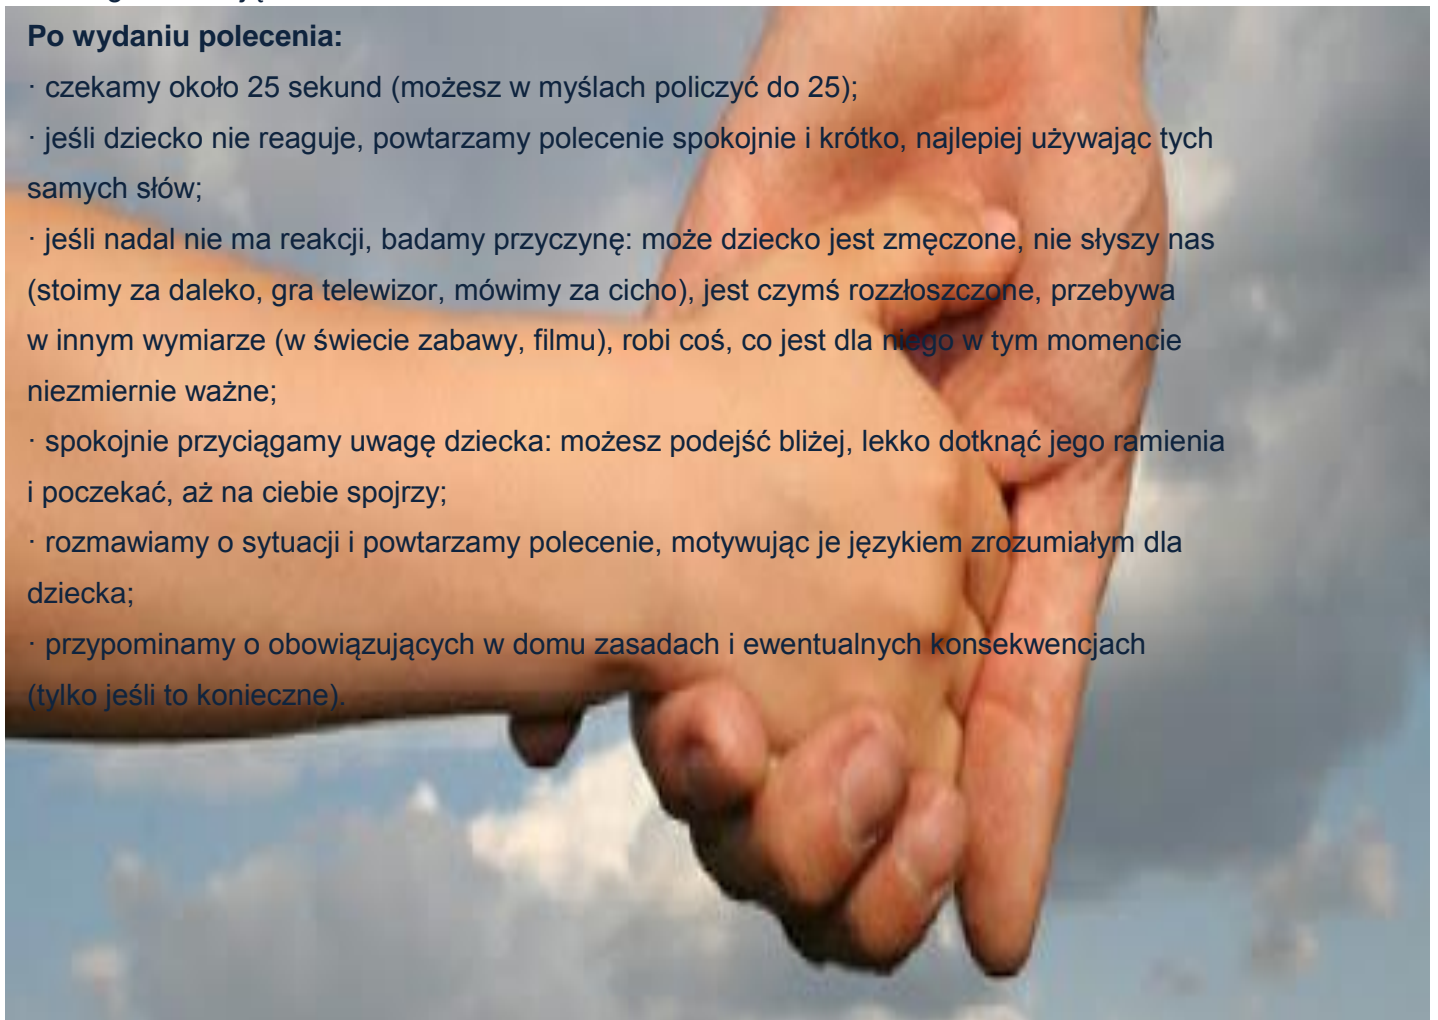 Po wydaniu polecenia:
· czekamy około 25 sekund (możesz w myślach policzyć do 25);
· jeśli dziecko nie reaguje, powtarzamy polecenie spokojnie i krótko, najlepiej używając tych
samych słów;
· jeśli nadal nie ma reakcji, badamy przyczynę: może dziecko jest zmęczone, nie słyszy nas
(stoimy za daleko, gra telewizor, mówimy za cicho), jest czymś rozzłoszczone, przebywa
w innym wymiarze (w świecie zabawy, filmu), robi coś, co jest dla niego w tym momencie
niezmiernie ważne;
· spokojnie przyciągamy uwagę dziecka: możesz podejść bliżej, lekko dotknąć jego ramienia
i poczekać, aż na ciebie spojrzy;
· rozmawiamy o sytuacji i powtarzamy polecenie, motywując je językiem zrozumiałym dla
dziecka;
· przypominamy o obowiązujących w domu zasadach i ewentualnych konsekwencjach
(tylko jeśli to konieczne).